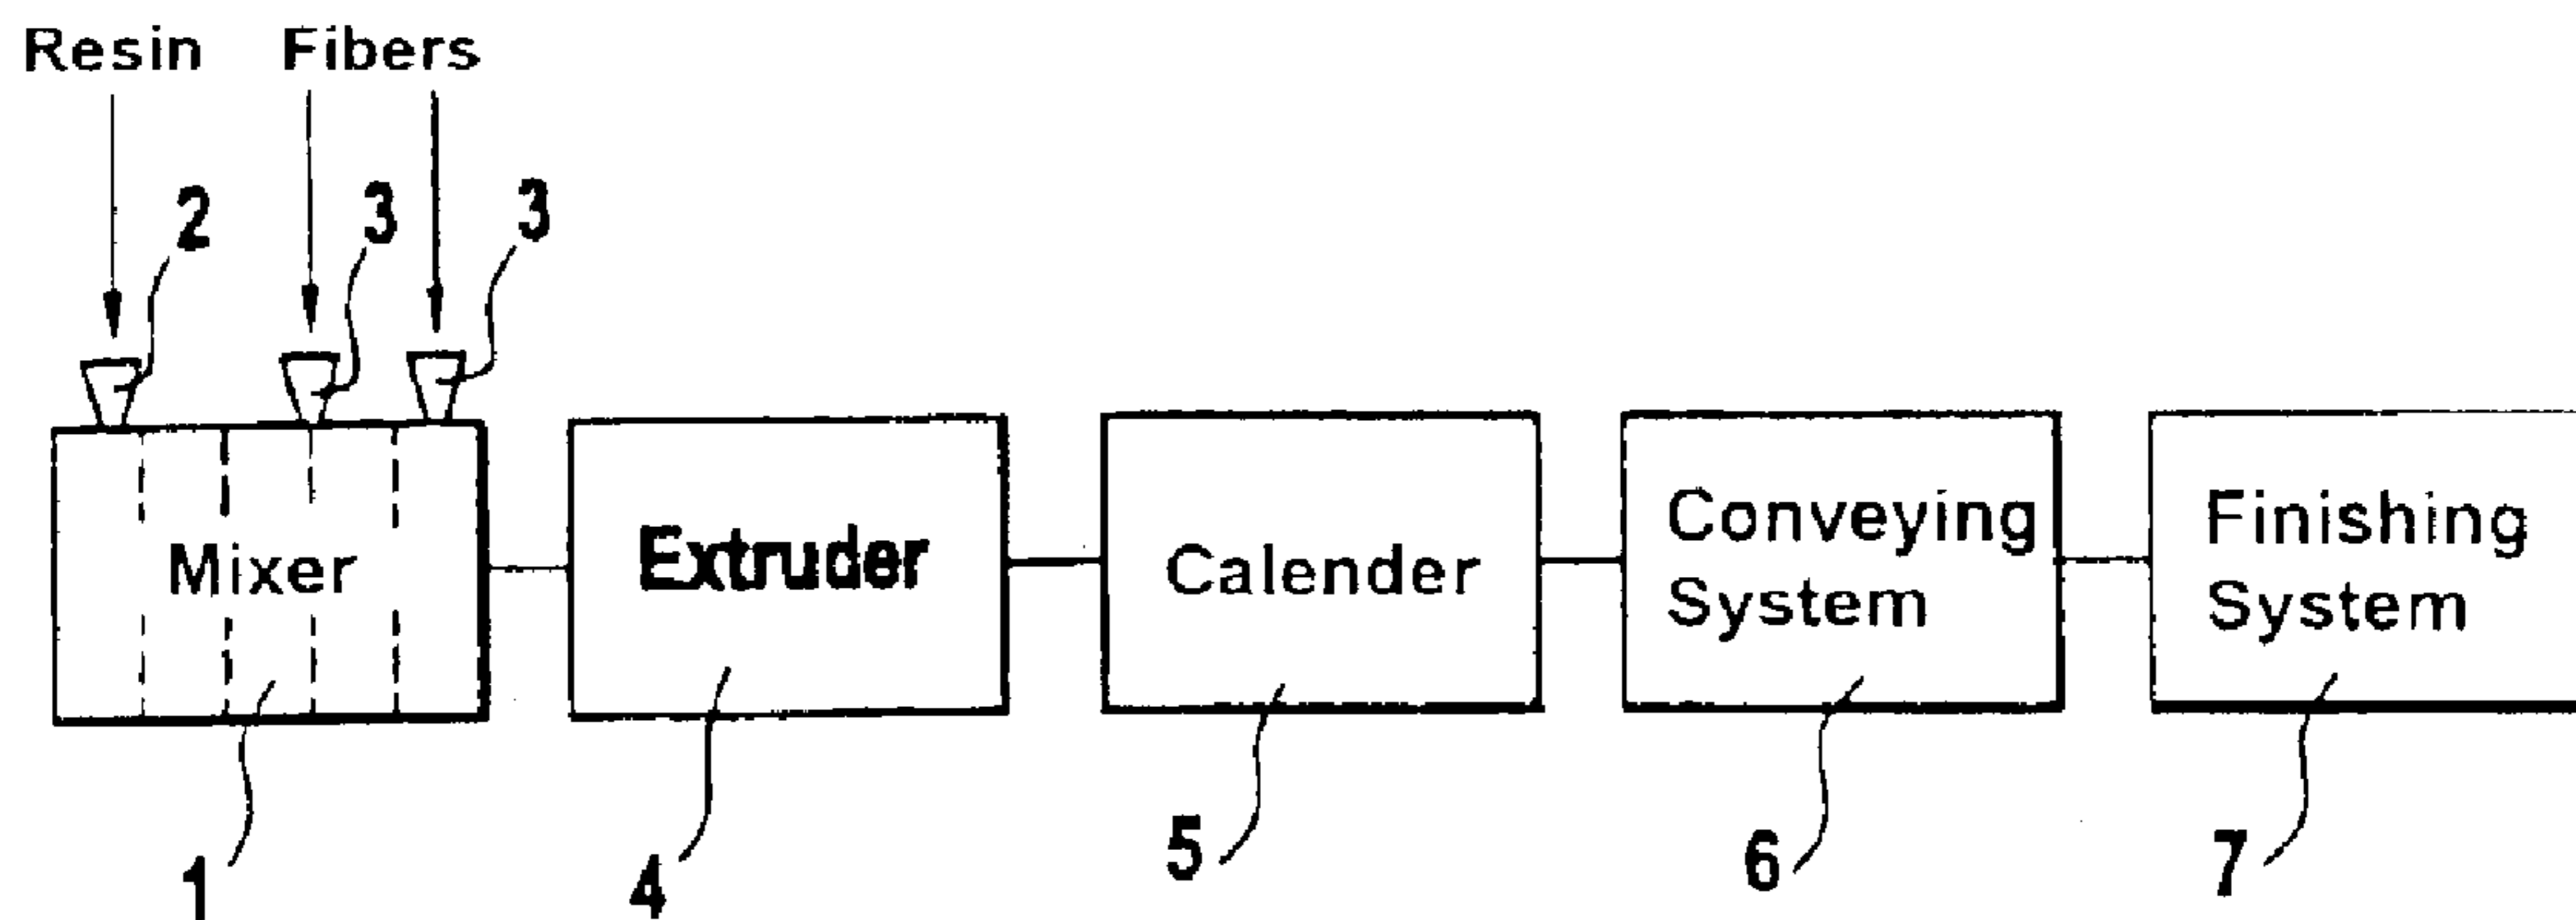 Resin Fibers
2 3 3
Mixer
Extruder
Calender
Conveying
System
Finishing
System
1 4 5 6 7